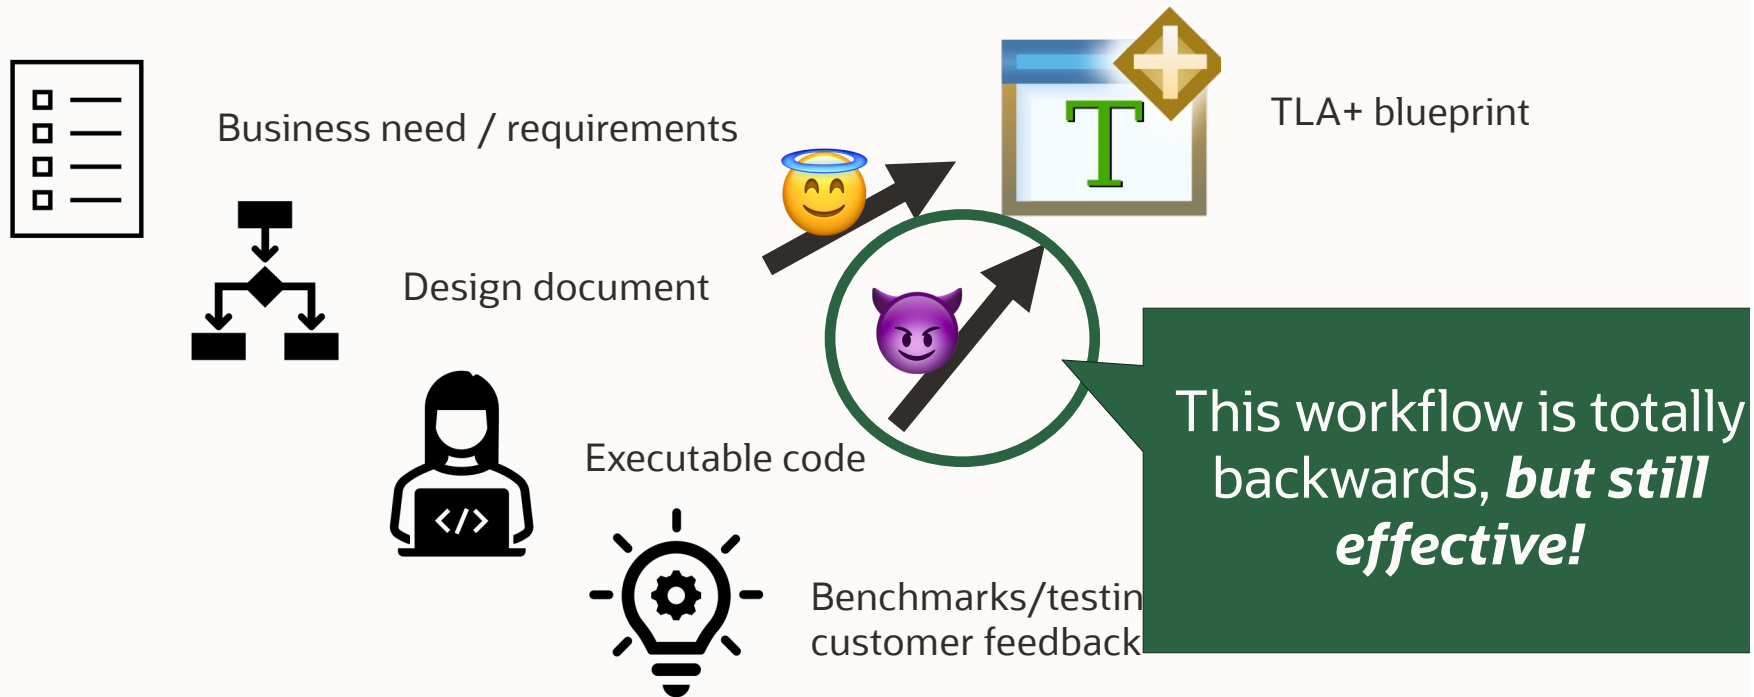 Business need / requirements
T
TLA+ blueprint
Design document
Executable code
</>
This workflow is totally
backwards, but still
effective!
Benchmarks/testin
customer feedback